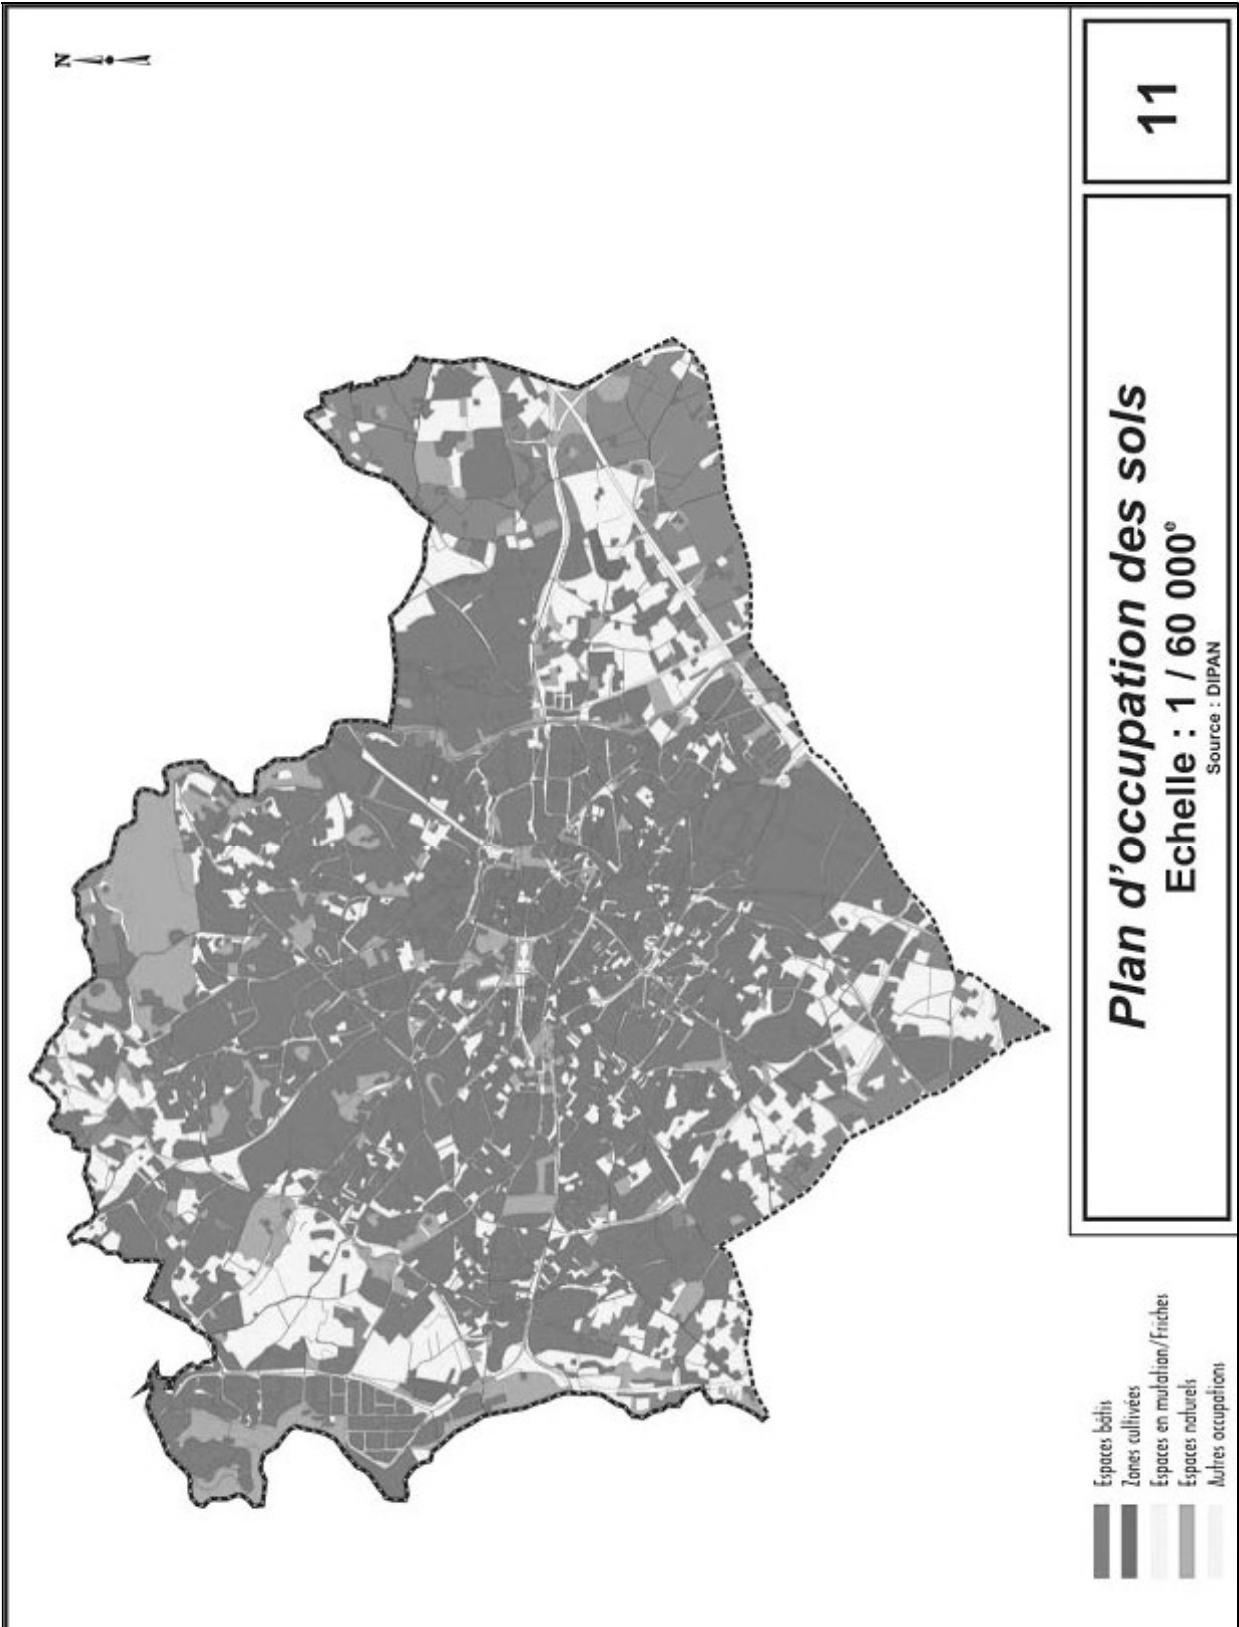 N
11
Plan d'occupation des sols
Echelle : 1 / 60 000e
Source : DIPAN
Espaces bâtis
Zones cultivées
Espaces en mutation/Friches
Espaces naturels
Autres occupations